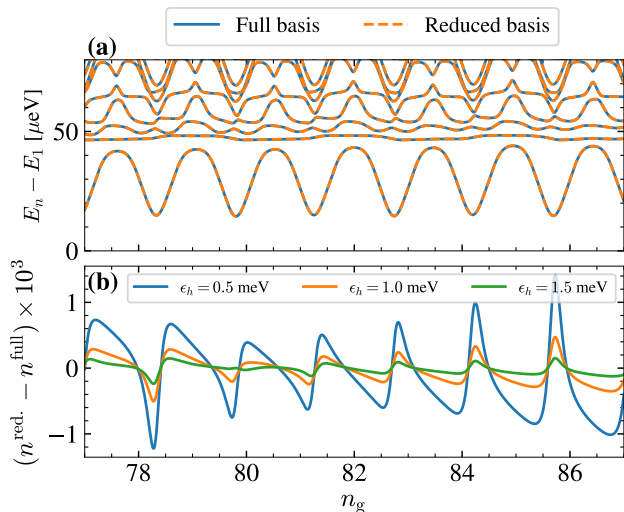 Full basis Reduced basis
(a)
50
0
E_n − E_1 [μeV]
(b)
ϵ_h = 0.5 meV ϵ_h = 1.0 meV ϵ_h = 1.5 meV
1
0
−1
(n^red. − n^full) × 10^3
78 80 82 84 86
n_g